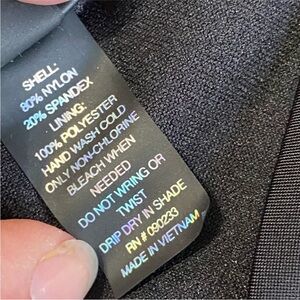 SHELL:
80% NYLON
20% SPANDEX
LINING:
100% POLYESTER
HAND WASH COLD
ONLY NON-CHLORINE
BLEACH WHEN
NEEDED
DO NOT WRING OR
TWIST
DRIP DRY IN SHADE
RN # 090233
MADE IN VIETNAM